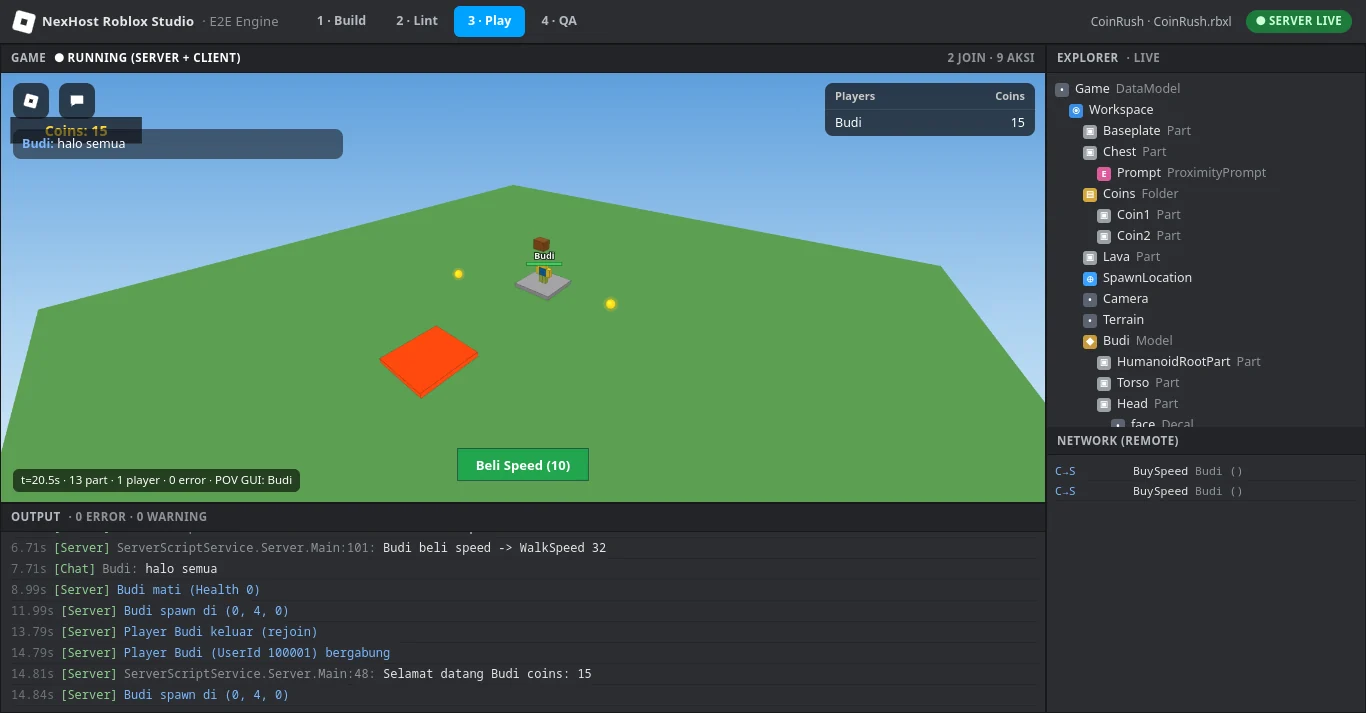 NexHost Roblox Studio · E2E Engine
1 · Build
2 · Lint
3 · Play
4 · QA
CoinRush · CoinRush.rbxl
SERVER LIVE
GAME
RUNNING (SERVER + CLIENT)
2 JOIN · 9 AKSI
Coins: 15
Budi: halo semua
Players Coins
Budi 15
Budi
Beli Speed (10)
t=20.5s · 13 part · 1 player · 0 error · POV GUI: Budi
OUTPUT · 0 ERROR · 0 WARNING
6.71s [Server] ServerScriptService.Server.Main:101: Budi beli speed -> WalkSpeed 32
7.71s [Chat] Budi: halo semua
8.99s [Server] Budi mati (Health 0)
11.99s [Server] Budi spawn di (0, 4, 0)
13.79s [Server] Player Budi keluar (rejoin)
14.79s [Server] Player Budi (UserId 100001) bergabung
14.81s [Server] ServerScriptService.Server.Main:48: Selamat datang Budi coins: 15
14.84s [Server] Budi spawn di (0, 4, 0)
EXPLORER · LIVE
Game DataModel
Workspace
Baseplate Part
Chest Part
E Prompt ProximityPrompt
Coins Folder
Coin1 Part
Coin2 Part
Lava Part
SpawnLocation
Camera
Terrain
Budi Model
HumanoidRootPart Part
Torso Part
Head Part
face Decal
NETWORK (REMOTE)
C→S BuySpeed Budi ()
C→S BuySpeed Budi ()